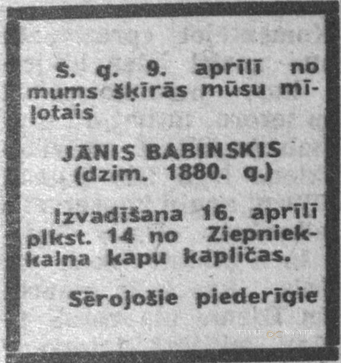 Š. g. 9. aprīlī no
mums šķīrās mūsu mī-
ļotais
JĀNIS BABINSKIS
(dzim. 1880. g.)
Izvadīšana 16. aprīlī
plkst. 14 no Ziepniek-
kalna kapu kapličas.
Sērojošie piederīgie